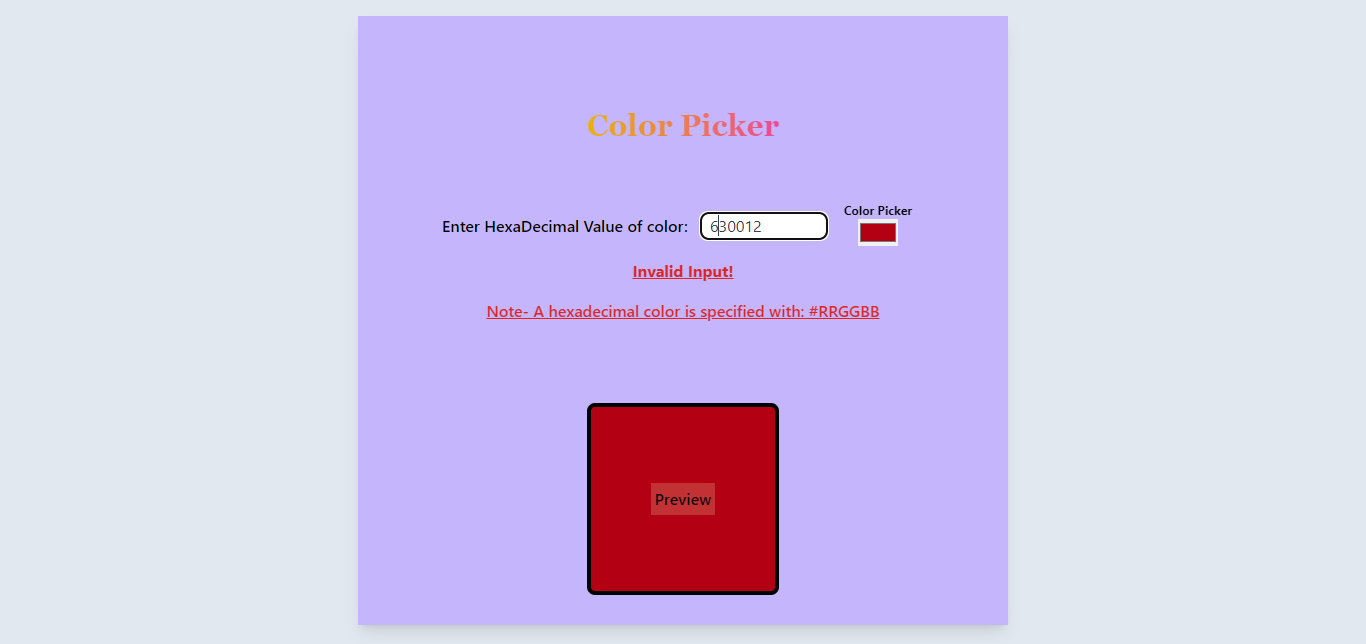 Color Picker
Enter HexaDecimal Value of color: 630012
Color Picker
Invalid Input!
Note- A hexadecimal color is specified with: #RRGGBB
Preview